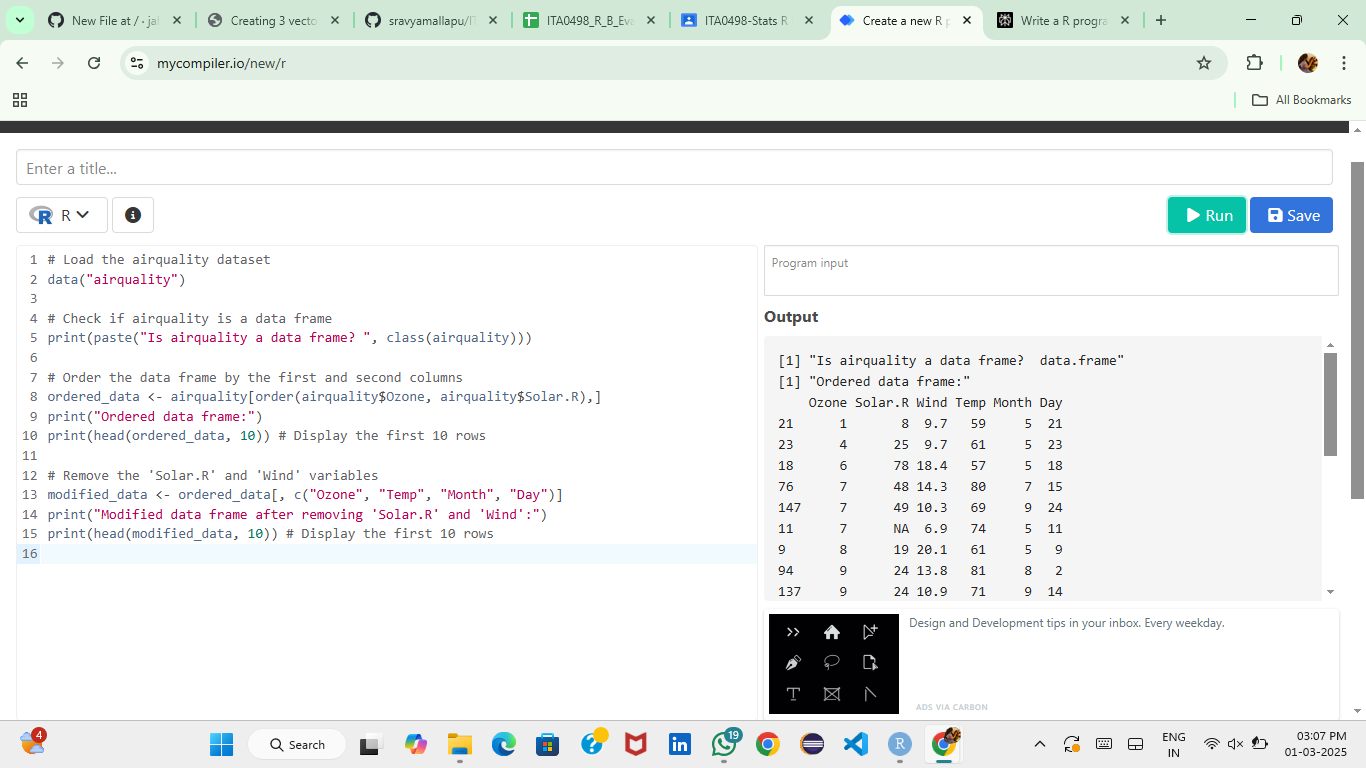 New File at / · jal
Creating 3 vecto
sravyamallapu/IT
ITA0498_R_B_Eva
ITA0498-Stats R
Create a new R p
Write a R progra
mycompiler.io/new/r
All Bookmarks
Enter a title...
R
Run
Save
1 # Load the airquality dataset
2 data("airquality")
3
4 # Check if airquality is a data frame
5 print(paste("Is airquality a data frame? ", class(airquality)))
6
7 # Order the data frame by the first and second columns
8 ordered_data <- airquality[order(airquality$Ozone, airquality$Solar.R),]
9 print("Ordered data frame:")
10 print(head(ordered_data, 10)) # Display the first 10 rows
11
12 # Remove the 'Solar.R' and 'Wind' variables
13 modified_data <- ordered_data[, c("Ozone", "Temp", "Month", "Day")]
14 print("Modified data frame after removing 'Solar.R' and 'Wind':")
15 print(head(modified_data, 10)) # Display the first 10 rows
16
Program input
Output
[1] "Is airquality a data frame?  data.frame"
[1] "Ordered data frame:"
    Ozone Solar.R Wind Temp Month Day
21      1       8  9.7   59     5  21
23      4      25  9.7   61     5  23
18      6      78 18.4   57     5  18
76      7      48 14.3   80     7  15
147     7      49 10.3   69     9  24
11      7      NA  6.9   74     5  11
9       8      19 20.1   61     5   9
94      9      24 13.8   81     8   2
137     9      24 10.9   71     9  14
Design and Development tips in your inbox. Every weekday.
ADS VIA CARBON
4
Search
19
ENG
IN
03:07 PM
01-03-2025